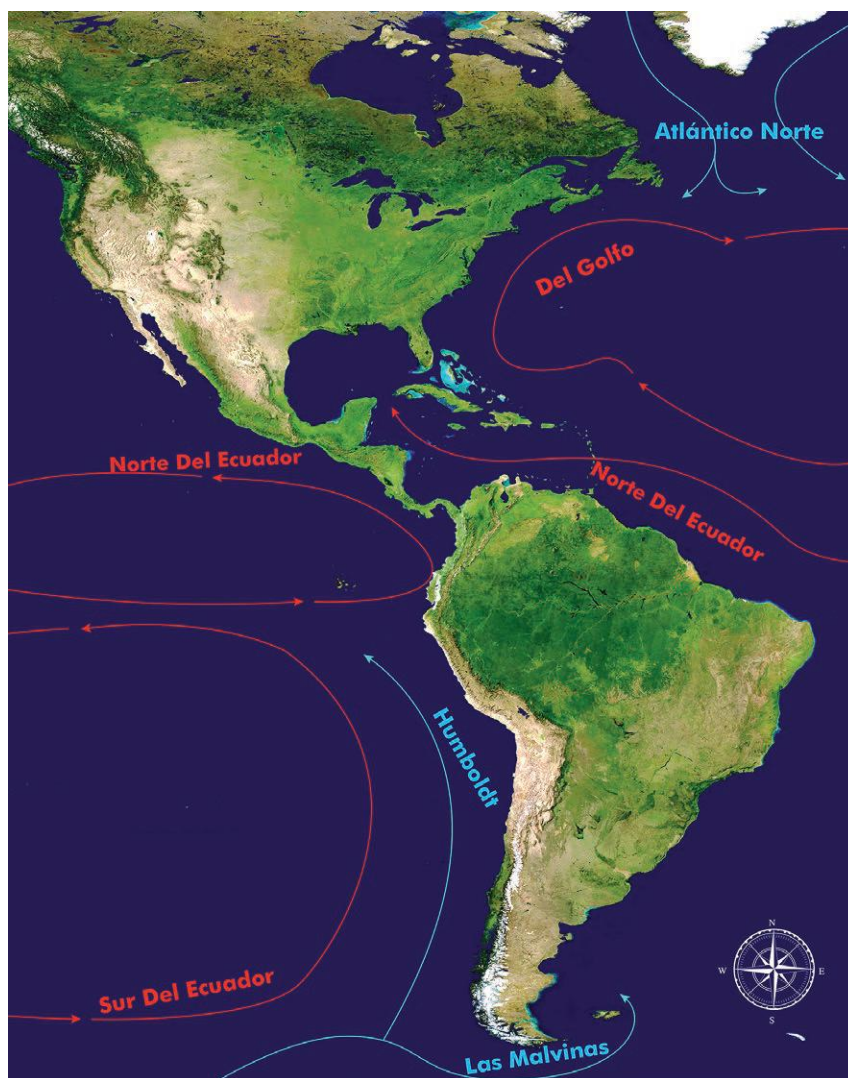 Atlántico Norte
Del Golfo
Norte Del Ecuador
Norte Del Ecuador
Humboldt
N
W
E
S
Sur Del Ecuador
Las Malvinas